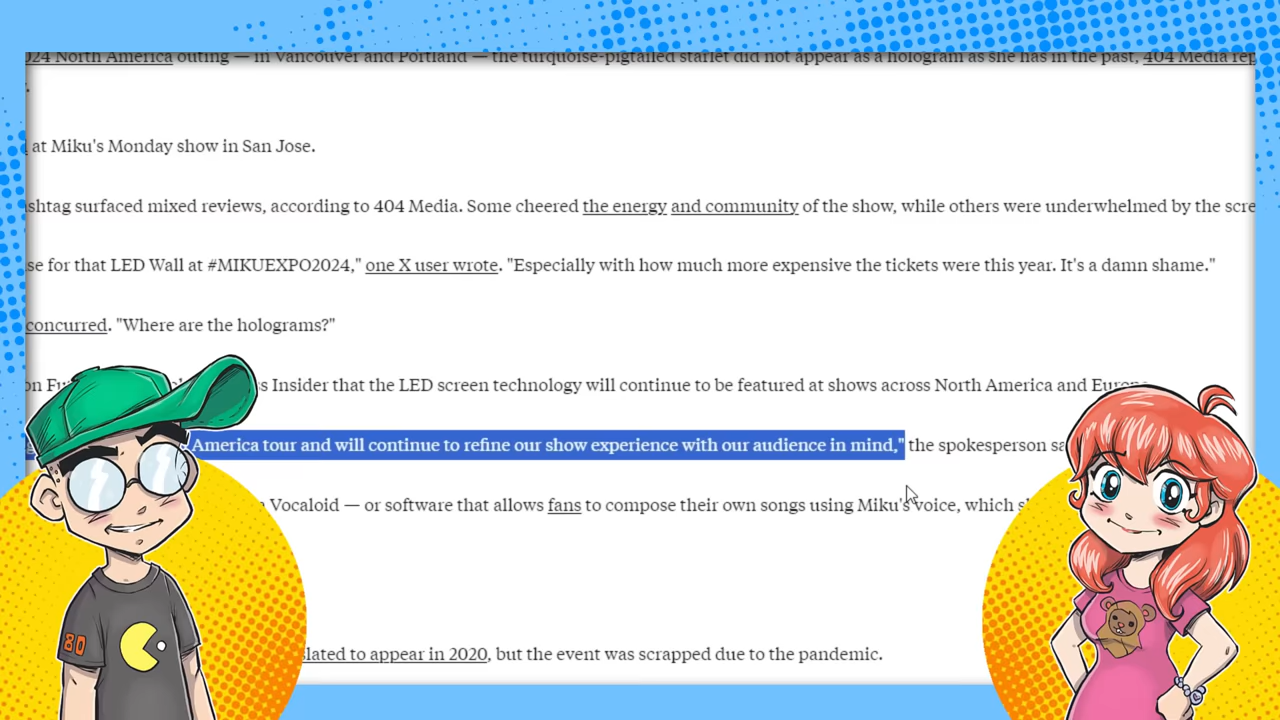 024 North America outing — in Vancouver and Portland — the turquoise-pigtailed starlet did not appear as a hologram as she has in the past, 404 Media rep
at Miku's Monday show in San Jose.
shtag surfaced mixed reviews, according to 404 Media. Some cheered the energy and community of the show, while others were underwhelmed by the scre
se for that LED Wall at #MIKUEXPO2024," one X user wrote. "Especially with how much more expensive the tickets were this year. It's a damn shame."
concurred. "Where are the holograms?"
on Fu s Insider that the LED screen technology will continue to be featured at shows across North America and Europe
America tour and will continue to refine our show experience with our audience in mind," the spokesperson sa
Vocaloid — or software that allows fans to compose their own songs using Miku's voice, which s
slated to appear in 2020, but the event was scrapped due to the pandemic.
80